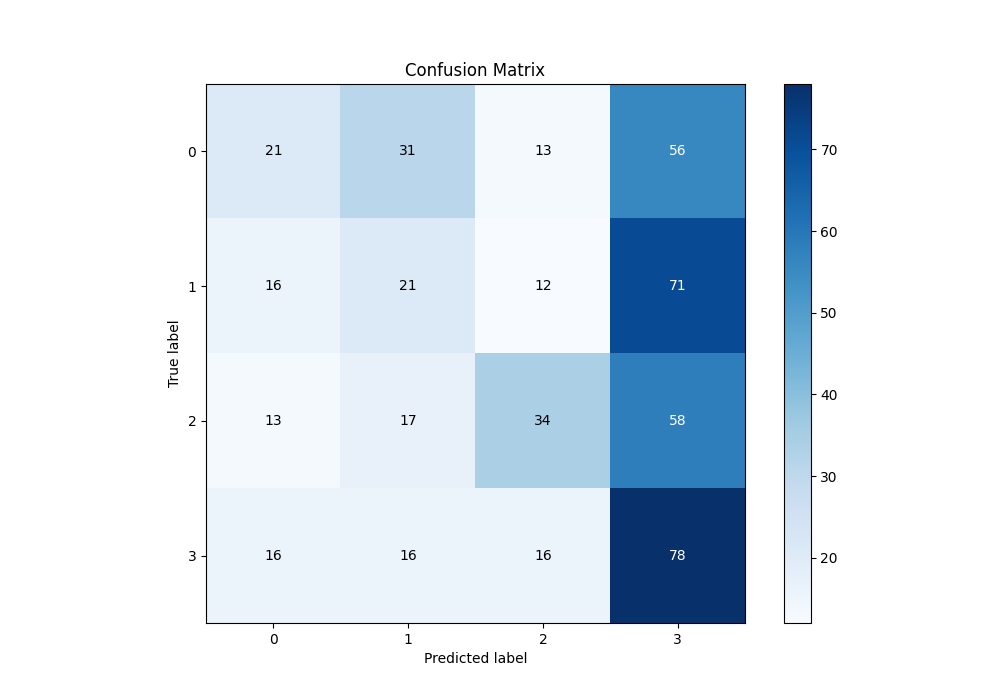 Confusion Matrix
True label
0 21 31 13 56
1 16 21 12 71
2 13 17 34 58
3 16 16 16 78
0 1 2 3
Predicted label
70
60
50
40
30
20